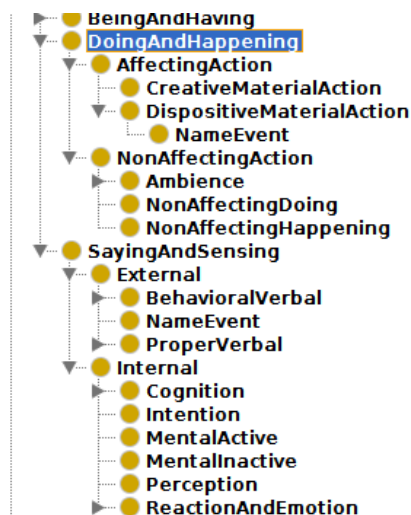 BeingAndHaving
DoingAndHappening
AffectingAction
CreativeMaterialAction
DispositiveMaterialAction
NameEvent
NonAffectingAction
Ambience
NonAffectingDoing
NonAffectingHappening
SayingAndSensing
External
BehavioralVerbal
NameEvent
ProperVerbal
Internal
Cognition
Intention
MentalActive
MentalInactive
Perception
ReactionAndEmotion